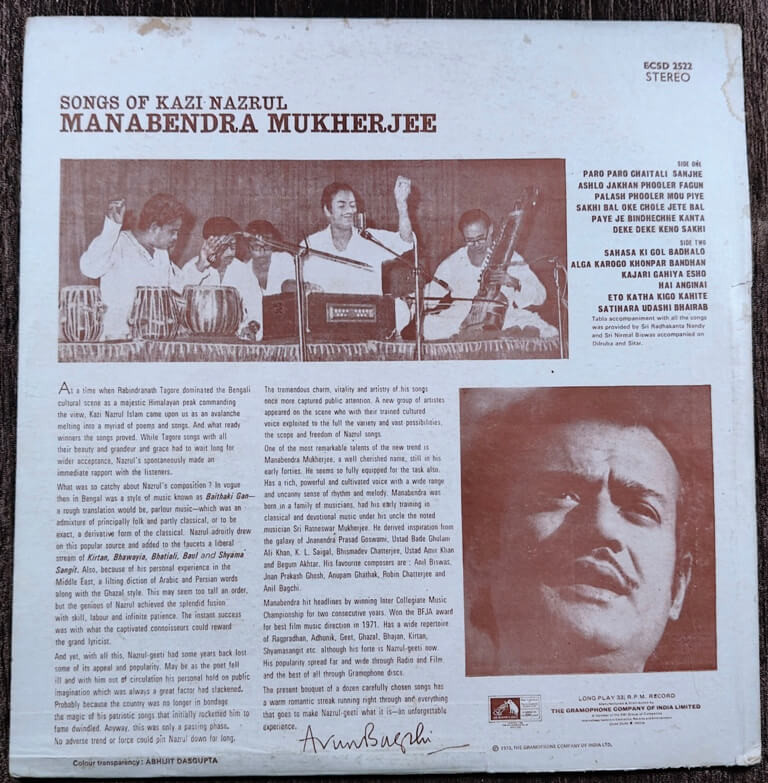 ECSD 2522
STEREO
SONGS OF KAZI NAZRUL
MANABENDRA MUKHERJEE
SIDE ONE
PARO PARO CHAITALI SANJHE
ASHLO JAKHAN PHOOLER FAGUN
PALASH PHOOLER MOU PIYE
SAKHI BAL OKE CHOLE JETE BAL
PAYE JE BINDHECHHE KANTA
DEKE DEKE KENO SAKHI
SIDE TWO
SAHASA KI GOL BADHALO
ALGA KAROGO KHONPAR BANDHAN
KAJARI GAHIYA ESHO
HAI ANGINAI
ETO KATHA KIGO KAHITE
SATIHARA UDASHI BHAIRAB
Tabla accompaniment with all the songs
was provided by Sri Radhakanta Nandy
and Sri Nirmal Biswas accompanied on
Dilruba and Sitar.
At a time when Rabindranath Tagore dominated the Bengali
cultural scene as a majestic Himalayan peak commanding
the view, Kazi Nazrul Islam came upon us as an avalanche
melting into a myriad of poems and songs. And what ready
winners the songs proved. While Tagore songs with all
their beauty and grandeur and grace had to wait long for
wider acceptance, Nazrul's spontaneously made an
immediate rapport with the listeners.
What was so catchy about Nazrul's composition ? In vogue
then in Bengal was a style of music known as Baithaki Gan—
a rough translation would be, parlour music—which was an
admixture of principally folk and partly classical, or to be
exact, a derivative form of the classical. Nazrul adroitly drew
on this popular source and added to the faucets a liberal
stream of Kirtan, Bhawayia, Bhatiali, Baul and Shyama
Sangit. Also, because of his personal experience in the
Middle East, a lilting diction of Arabic and Persian words
along with the Ghazal style. This may seem too tall an order,
but the genious of Nazrul achieved the splendid fusion
with skill, labour and infinite patience. The instant success
was with what the captivated connoisseurs could reward
the grand lyricist.
And yet, with all this, Nazrul-geeti had some years back lost
some of its appeal and popularity. May be as the poet fell
ill and with him out of circulation his personal hold on public
imagination which was always a great factor had slackened.
Probably because the country was no longer in bondage
the magic of his patriotic songs that initially rocketed him to
fame dwindled. Anyway, this was only a passing phase.
No adverse trend or force could pin Nazrul down for long.
The tremendous charm, vitality and artistry of his songs
once more captured public attention. A new group of artistes
appeared on the scene who with their trained cultured
voice exploited to the full the variety and vast possibilities,
the scope and freedom of Nazrul songs.
One of the most remarkable talents of the new trend is
Manabendra Mukherjee, a well cherished name, still in his
early forties. He seems so fully equipped for the task also.
Has a rich, powerful and cultivated voice with a wide range
and uncanny sense of rhythm and melody. Manabendra was
born in a family of musicians, had his early training in
classical and devotional music under his uncle the noted
musician Sri Ratneswar Mukherjee. He derived inspiration from
the galaxy of Jnanendra Prasad Goswami, Ustad Bade Ghulam
Ali Khan, K. L. Saigal, Bhismadev Chatterjee, Ustad Amir Khan
and Begum Akhtar. His favourite composers are : Anil Biswas,
Jnan Prakash Ghosh, Anupam Ghathak, Robin Chatterjee and
Anil Bagchi.
Manabendra hit headlines by winning Inter Collegiate Music
Championship for two consecutive years. Won the BFJA award
for best film music direction in 1971. Has a wide repertoire
of Ragpradhan, Adhunik, Geet, Ghazal, Bhajan, Kirtan,
Shyamasangit etc. although his forte is Nazrul-geeti now.
His popularity spread far and wide through Radio and Film
and the best of all through Gramophone discs.
The present bouquet of a dozen carefully chosen songs has
a warm romantic streak running right through and everything
that goes to make Nazrul-geeti what it is—an unforgettable
experience.
Arun Bagchi
Colour transparency : ABHIJIT DASGUPTA
LONG PLAY 33⅓ R.P.M. RECORD
Manufactured & Distributed by
THE GRAMOPHONE COMPANY OF INDIA LIMITED
© 1975, THE GRAMOPHONE COMPANY OF INDIA LTD.